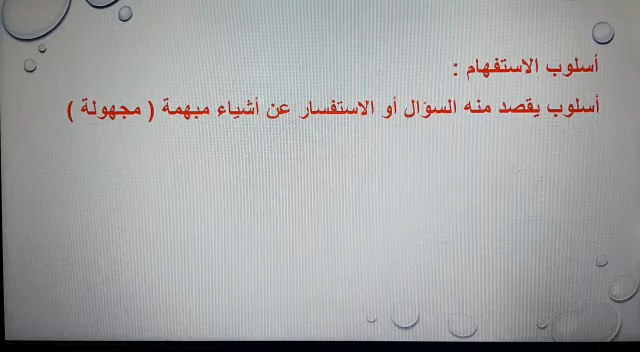 أسلوب الاستفهام :
أسلوب يقصد منه السؤال أو الاستفسار عن أشياء مبهمة ( مجهولة )